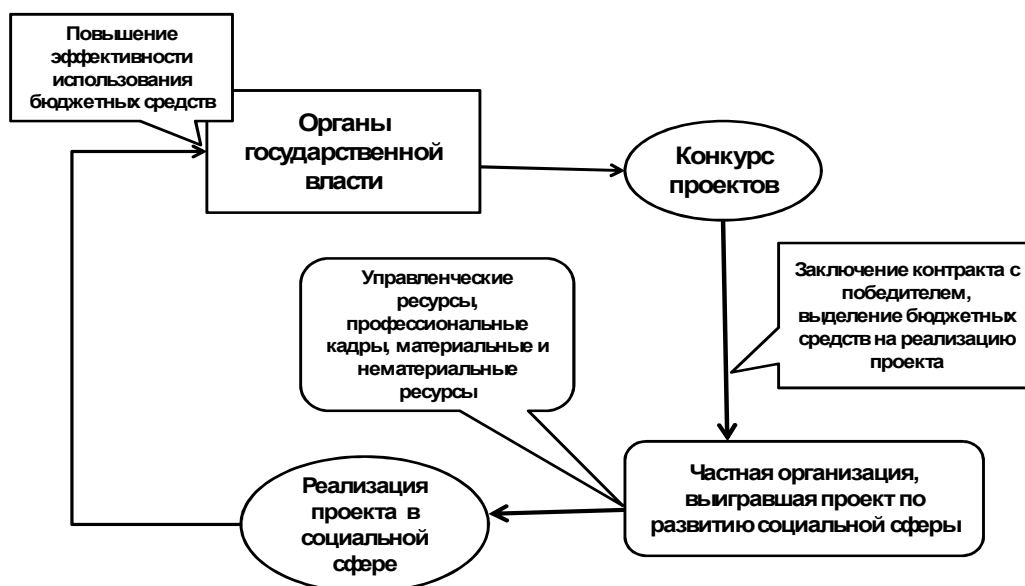 Повышение
эффективности
использования
бюджетных средств
Органы
государственной
власти
Конкурс
проектов
Управленческие
ресурсы,
профессиональные
кадры, материальные и
нематериальные
ресурсы
Заключение контракта с
победителем,
выделение бюджетных
средств на реализацию
проекта
Реализация
проекта в
социальной
сфере
Частная организация,
выигравшая проект по
развитию социальной сферы